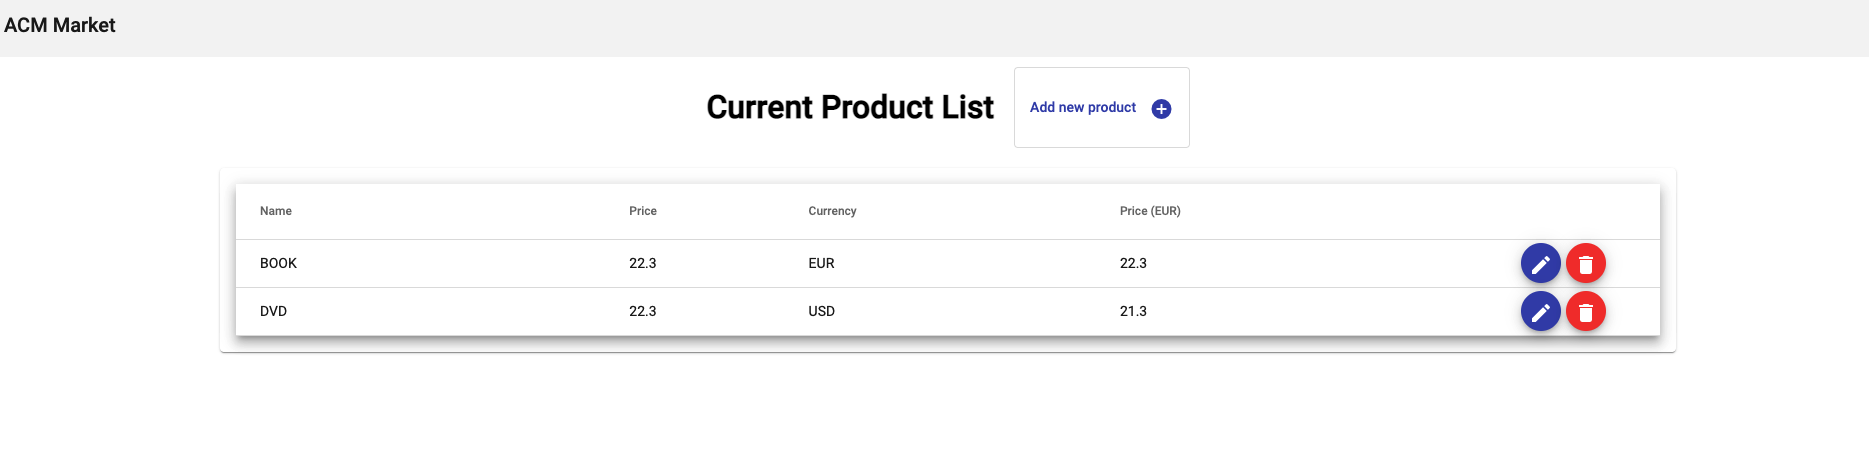 ACM Market
Current Product List
Add new product
Name Price Currency Price (EUR)
BOOK 22.3 EUR 22.3
DVD 22.3 USD 21.3